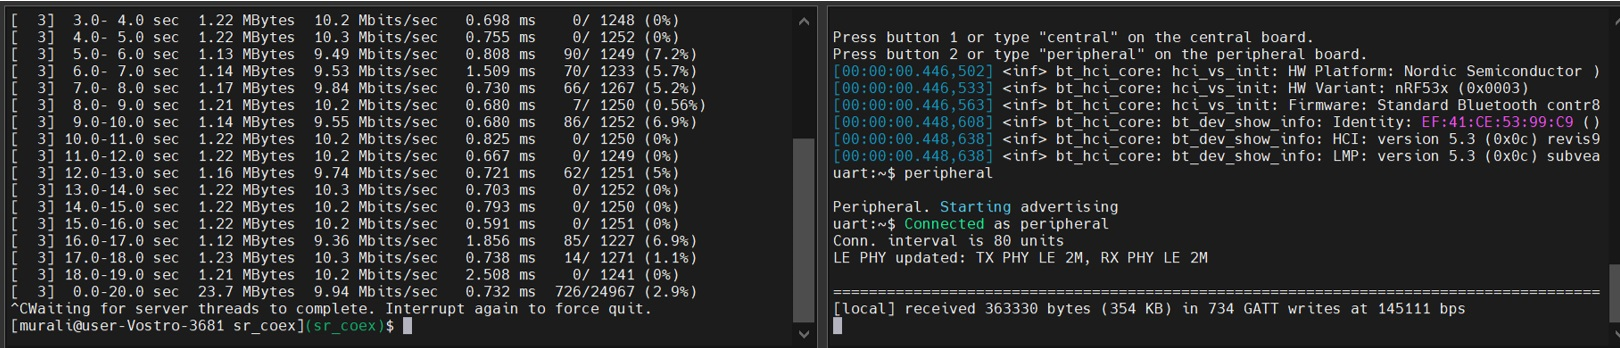 [  3]  3.0- 4.0 sec  1.22 MBytes  10.2 Mbits/sec   0.698 ms    0/ 1248 (0%)
[  3]  4.0- 5.0 sec  1.22 MBytes  10.3 Mbits/sec   0.755 ms    0/ 1252 (0%)
[  3]  5.0- 6.0 sec  1.13 MBytes  9.49 Mbits/sec   0.808 ms   90/ 1249 (7.2%)
[  3]  6.0- 7.0 sec  1.14 MBytes  9.53 Mbits/sec   1.509 ms   70/ 1233 (5.7%)
[  3]  7.0- 8.0 sec  1.17 MBytes  9.84 Mbits/sec   0.730 ms   66/ 1267 (5.2%)
[  3]  8.0- 9.0 sec  1.21 MBytes  10.2 Mbits/sec   0.680 ms    7/ 1250 (0.56%)
[  3]  9.0-10.0 sec  1.14 MBytes  9.55 Mbits/sec   0.680 ms   86/ 1252 (6.9%)
[  3] 10.0-11.0 sec  1.22 MBytes  10.2 Mbits/sec   0.825 ms    0/ 1250 (0%)
[  3] 11.0-12.0 sec  1.22 MBytes  10.2 Mbits/sec   0.667 ms    0/ 1249 (0%)
[  3] 12.0-13.0 sec  1.16 MBytes  9.74 Mbits/sec   0.721 ms   62/ 1251 (5%)
[  3] 13.0-14.0 sec  1.22 MBytes  10.3 Mbits/sec   0.703 ms    0/ 1252 (0%)
[  3] 14.0-15.0 sec  1.22 MBytes  10.2 Mbits/sec   0.793 ms    0/ 1250 (0%)
[  3] 15.0-16.0 sec  1.22 MBytes  10.2 Mbits/sec   0.591 ms    0/ 1251 (0%)
[  3] 16.0-17.0 sec  1.12 MBytes  9.36 Mbits/sec   1.856 ms   85/ 1227 (6.9%)
[  3] 17.0-18.0 sec  1.23 MBytes  10.3 Mbits/sec   0.738 ms   14/ 1271 (1.1%)
[  3] 18.0-19.0 sec  1.21 MBytes  10.2 Mbits/sec   2.508 ms    0/ 1241 (0%)
[  3]  0.0-20.0 sec  23.7 MBytes  9.94 Mbits/sec   0.732 ms  726/24967 (2.9%)
^CWaiting for server threads to complete. Interrupt again to force quit.
[murali@user-Vostro-3681 sr_coex](sr_coex)$
Press button 1 or type "central" on the central board.
Press button 2 or type "peripheral" on the peripheral board.
[00:00:00.446,502] <inf> bt_hci_core: hci_vs_init: HW Platform: Nordic Semiconductor )
[00:00:00.446,533] <inf> bt_hci_core: hci_vs_init: HW Variant: nRF53x (0x0003)
[00:00:00.446,563] <inf> bt_hci_core: hci_vs_init: Firmware: Standard Bluetooth contr8
[00:00:00.448,608] <inf> bt_hci_core: bt_dev_show_info: Identity: EF:41:CE:53:99:C9 ()
[00:00:00.448,638] <inf> bt_hci_core: bt_dev_show_info: HCI: version 5.3 (0x0c) revis9
[00:00:00.448,638] <inf> bt_hci_core: bt_dev_show_info: LMP: version 5.3 (0x0c) subvea
uart:~$ peripheral
Peripheral. Starting advertising
uart:~$ Connected as peripheral
Conn. interval is 80 units
LE PHY updated: TX PHY LE 2M, RX PHY LE 2M
=================================================================================
[local] received 363330 bytes (354 KB) in 734 GATT writes at 145111 bps